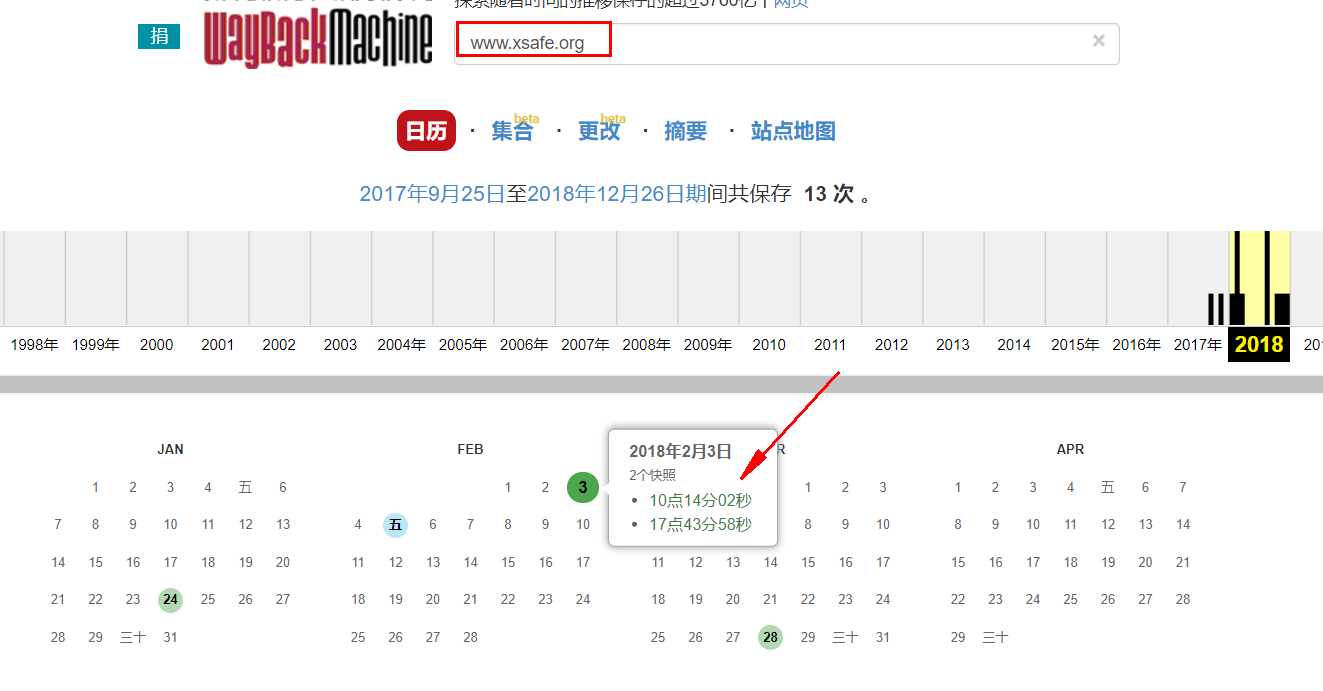 探索随着时间的推移保存的超过3760亿个网页
捐
WayBackMachine
www.xsafe.org
×
日历 · 集合 beta · 更改 beta · 摘要 · 站点地图
2017年9月25日至2018年12月26日期间共保存 13 次 。
1998年 1999年 2000 2001 2002 2003 2004年 2005年 2006年 2007年 2008年 2009年 2010 2011 2012 2013 2014 2015年 2016年 2017年 2018
JAN
1 2 3 4 五 6
7 8 9 10 11 12 13
14 15 16 17 18 19 20
21 22 23 24 25 26 27
28 29 三十 31
FEB
1 2 3
4 五 6 7 8 9 10
11 12 13 14 15 16 17
18 19 20 21 22 23 24
25 26 27 28
2018年2月3日
2个快照
• 10点14分02秒
• 17点43分58秒
R
1 2 3
8 9 10
11 12 13 14 15 16 17
18 19 20 21 22 23 24
25 26 27 28 29 三十 31
APR
1 2 3 4 五 6 7
8 9 10 11 12 13 14
15 16 17 18 19 20 21
22 23 24 25 26 27 28
29 三十